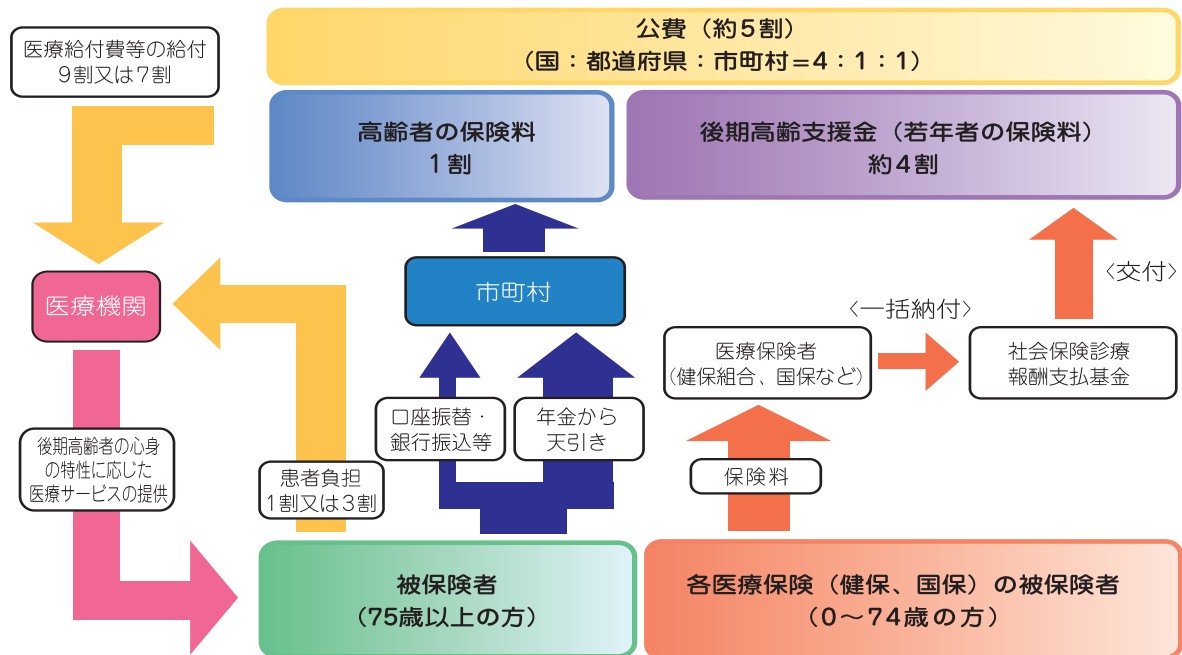 医療給付費等の給付
9割又は7割
公費（約5割）
（国：都道府県：市町村=4：1：1）
高齢者の保険料
1割
後期高齢支援金（若年者の保険料）
約4割
医療機関
市町村
〈交付〉
〈一括納付〉
医療保険者
（健保組合、国保など）
社会保険診療
報酬支払基金
口座振替・
銀行振込等
年金から
天引き
後期高齢者の心身
の特性に応じた
医療サービスの提供
患者負担
1割又は3割
保険料
被保険者
（75歳以上の方）
各医療保険（健保、国保）の被保険者
（0～74歳の方）